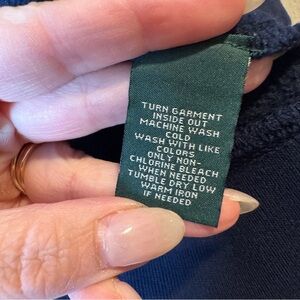 TURN GARMENT
INSIDE OUT
MACHINE WASH
COLD
WASH WITH LIKE
COLORS
ONLY NON-
CHLORINE BLEACH
WHEN NEEDED
TUMBLE DRY LOW
WARM IRON
IF NEEDED